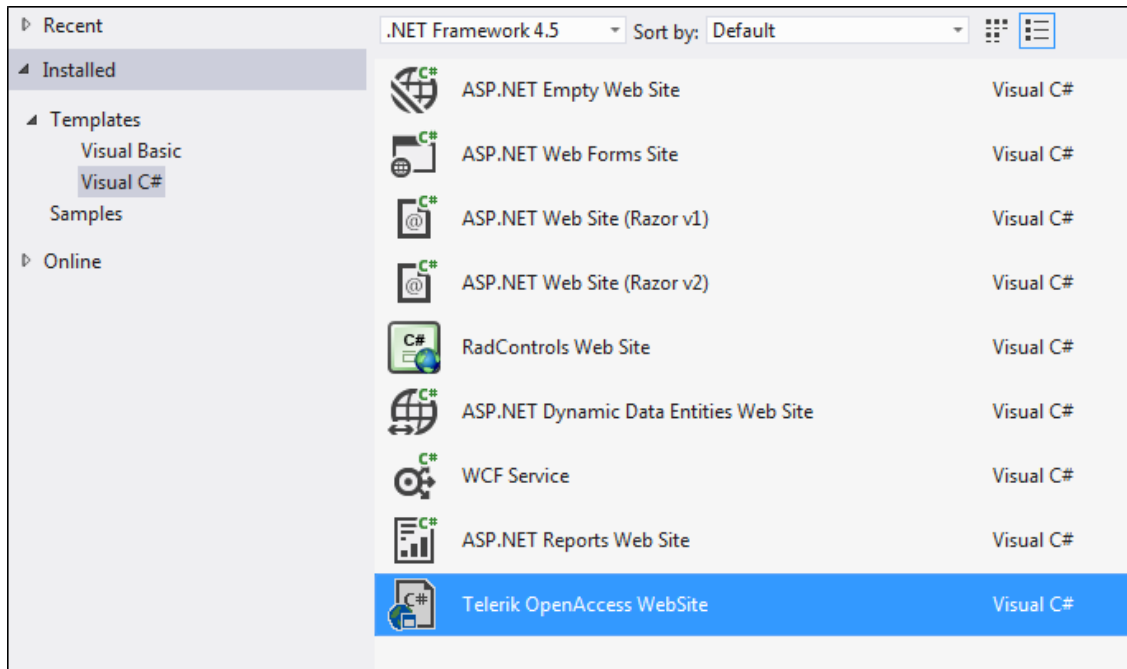 Recent
Installed
Templates
Visual Basic
Visual C#
Samples
Online
.NET Framework 4.5 Sort by: Default
C# ASP.NET Empty Web Site Visual C#
C# ASP.NET Web Forms Site Visual C#
C# @ ASP.NET Web Site (Razor v1) Visual C#
C# @ ASP.NET Web Site (Razor v2) Visual C#
C# RadControls Web Site Visual C#
C# ASP.NET Dynamic Data Entities Web Site Visual C#
C# WCF Service Visual C#
C# ASP.NET Reports Web Site Visual C#
C# Telerik OpenAccess WebSite Visual C#